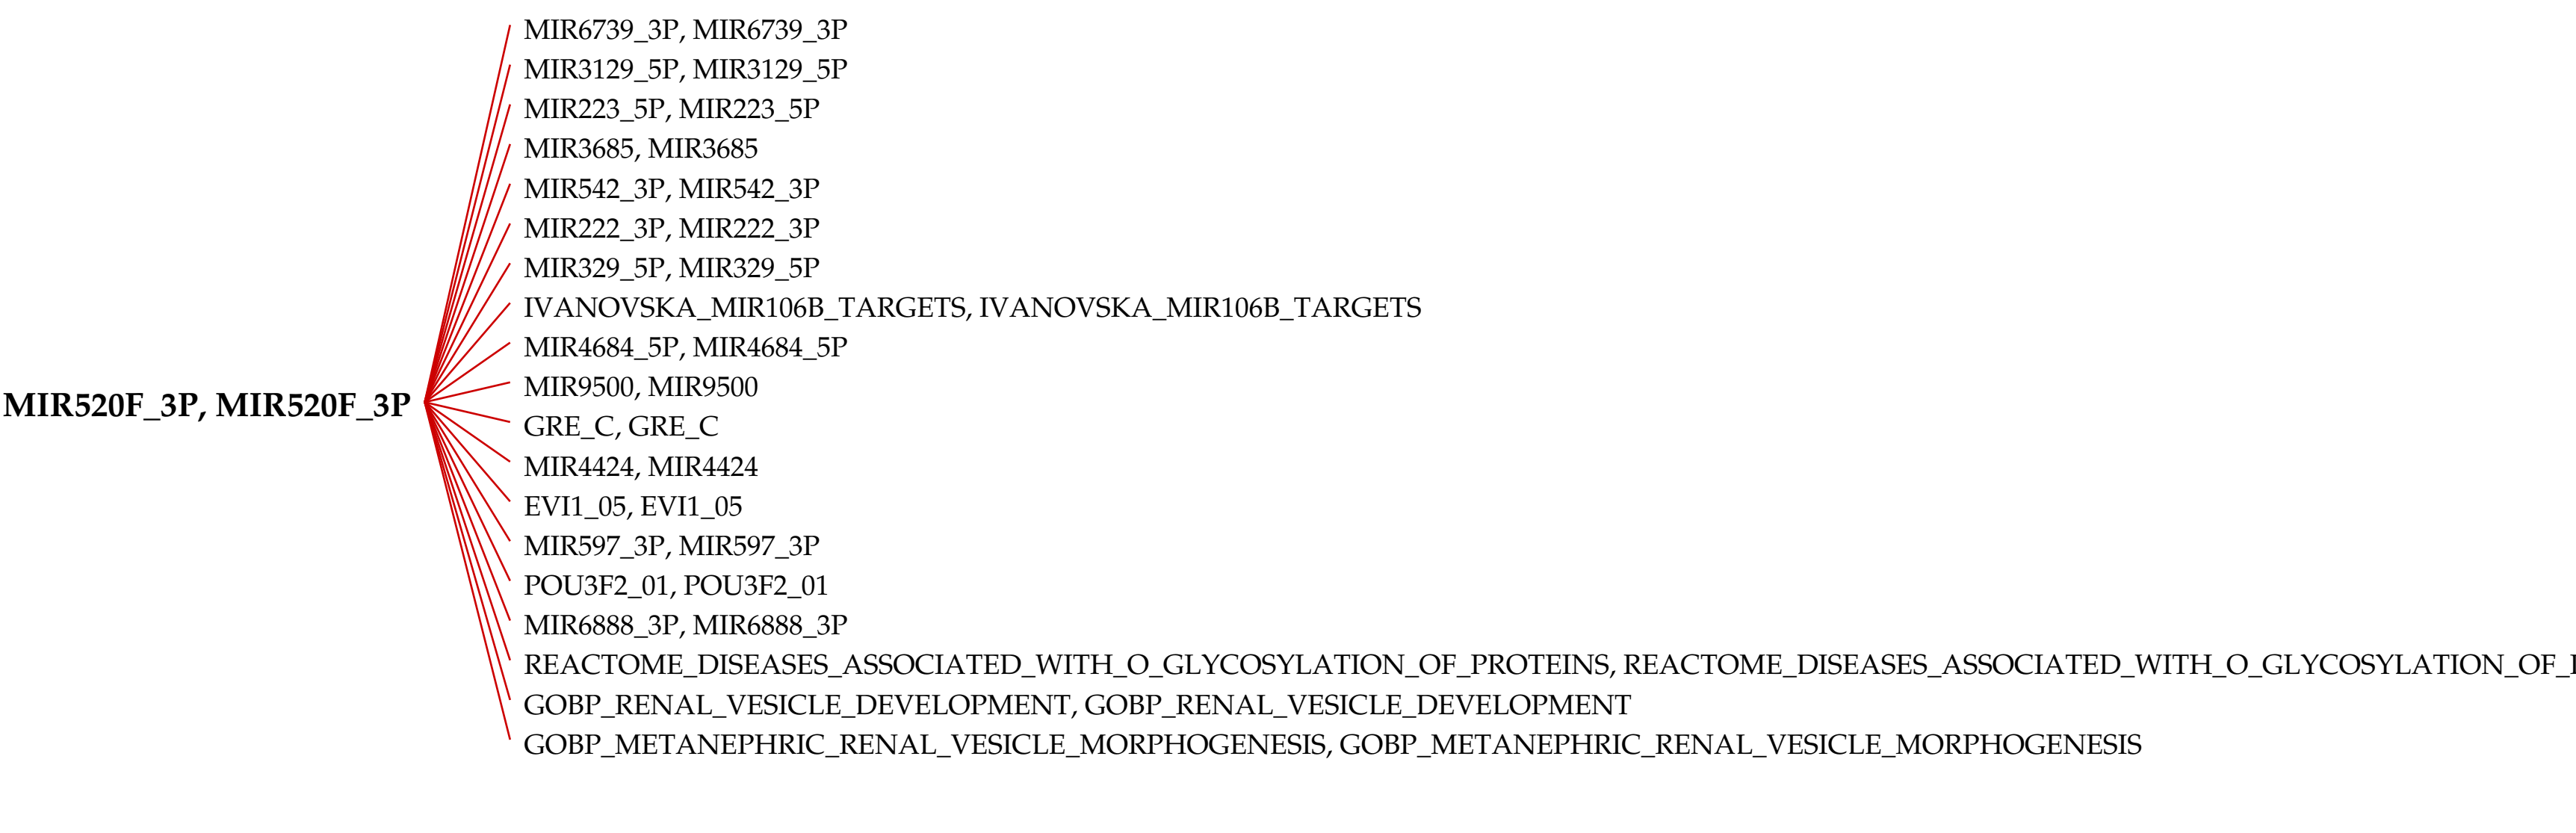 MIR6739_3P, MIR6739_3P
MIR3129_5P, MIR3129_5P
MIR223_5P, MIR223_5P
MIR3685, MIR3685
MIR542_3P, MIR542_3P
MIR222_3P, MIR222_3P
MIR329_5P, MIR329_5P
IVANOVSKA_MIR106B_TARGETS, IVANOVSKA_MIR106B_TARGETS
MIR4684_5P, MIR4684_5P
MIR9500, MIR9500
MIR520F_3P, MIR520F_3P
GRE_C, GRE_C
MIR4424, MIR4424
EVI1_05, EVI1_05
MIR597_3P, MIR597_3P
POU3F2_01, POU3F2_01
MIR6888_3P, MIR6888_3P
REACTOME_DISEASES_ASSOCIATED_WITH_O_GLYCOSYLATION_OF_PROTEINS, REACTOME_DISEASES_ASSOCIATED_WITH_O_GLYCOSYLATION_OF_
GOBP_RENAL_VESICLE_DEVELOPMENT, GOBP_RENAL_VESICLE_DEVELOPMENT
GOBP_METANEPHRIC_RENAL_VESICLE_MORPHOGENESIS, GOBP_METANEPHRIC_RENAL_VESICLE_MORPHOGENESIS